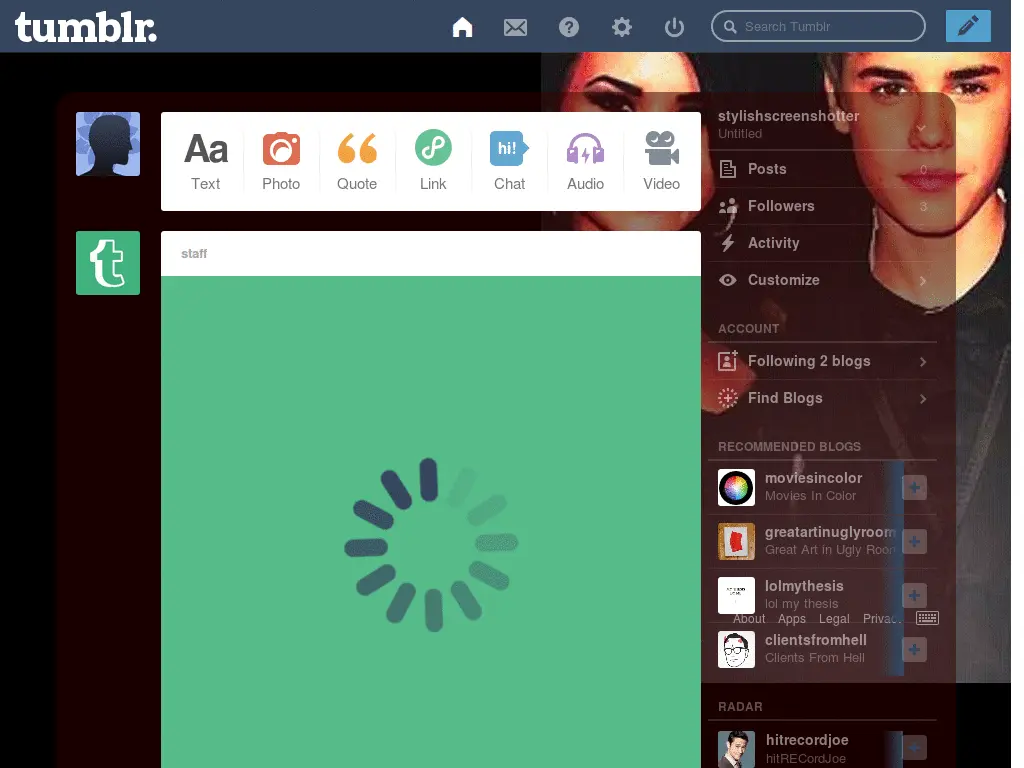 tumblr.
Search Tumblr
Aa
hi!
Text
Photo
Quote
Link
Chat
Audio
Video
t
staff
stylishscreenshotter
Untitled
Posts 0
Followers 3
Activity
Customize
ACCOUNT
Following 2 blogs
Find Blogs
RECOMMENDED BLOGS
moviesincolor
Movies In Color
greatartinuglyroom
Great Art in Ugly Room
lolmythesis
lol my thesis
About Apps Legal Privac
clientsfromhell
Clients From Hell
RADAR
hitrecordjoe
hitRECordJoe